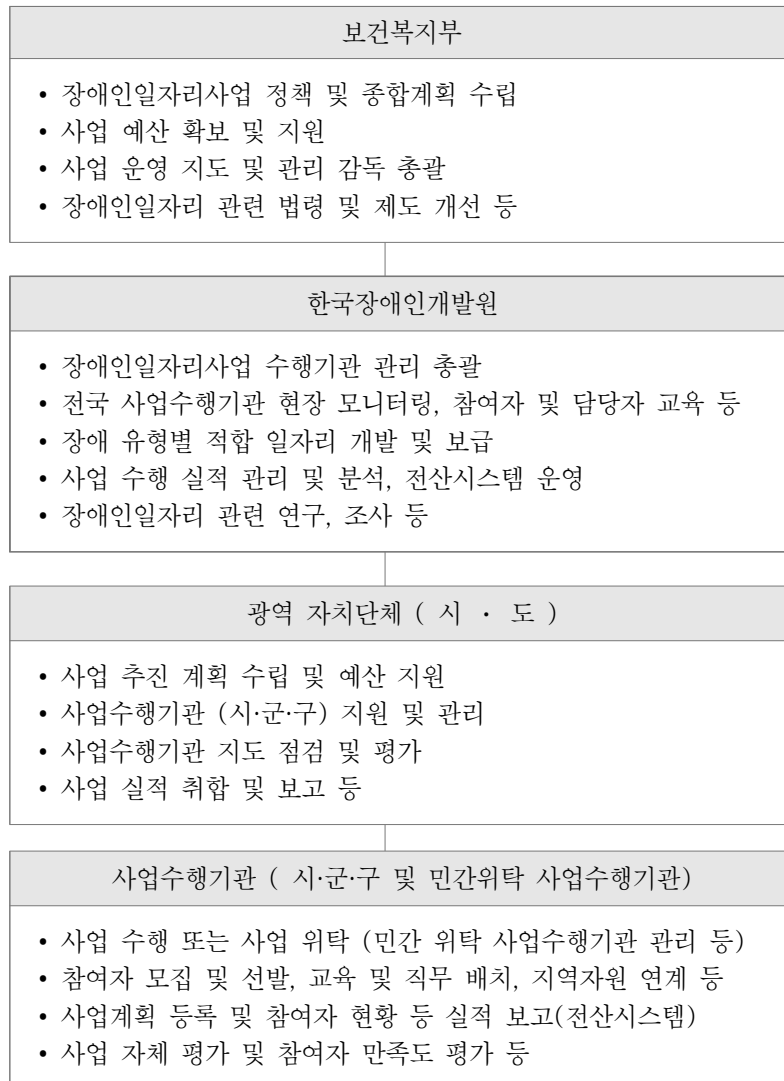 보건복지부
• 장애인일자리사업 정책 및 종합계획 수립
• 사업 예산 확보 및 지원
• 사업 운영 지도 및 관리 감독 총괄
• 장애인일자리 관련 법령 및 제도 개선 등
한국장애인개발원
• 장애인일자리사업 수행기관 관리 총괄
• 전국 사업수행기관 현장 모니터링, 참여자 및 담당자 교육 등
• 장애 유형별 적합 일자리 개발 및 보급
• 사업 수행 실적 관리 및 분석, 전산시스템 운영
• 장애인일자리 관련 연구, 조사 등
광역 자치단체 ( 시 · 도 )
• 사업 추진 계획 수립 및 예산 지원
• 사업수행기관 (시·군·구) 지원 및 관리
• 사업수행기관 지도 점검 및 평가
• 사업 실적 취합 및 보고 등
사업수행기관 ( 시·군·구 및 민간위탁 사업수행기관)
• 사업 수행 또는 사업 위탁 (민간 위탁 사업수행기관 관리 등)
• 참여자 모집 및 선발, 교육 및 직무 배치, 지역자원 연계 등
• 사업계획 등록 및 참여자 현황 등 실적 보고(전산시스템)
• 사업 자체 평가 및 참여자 만족도 평가 등